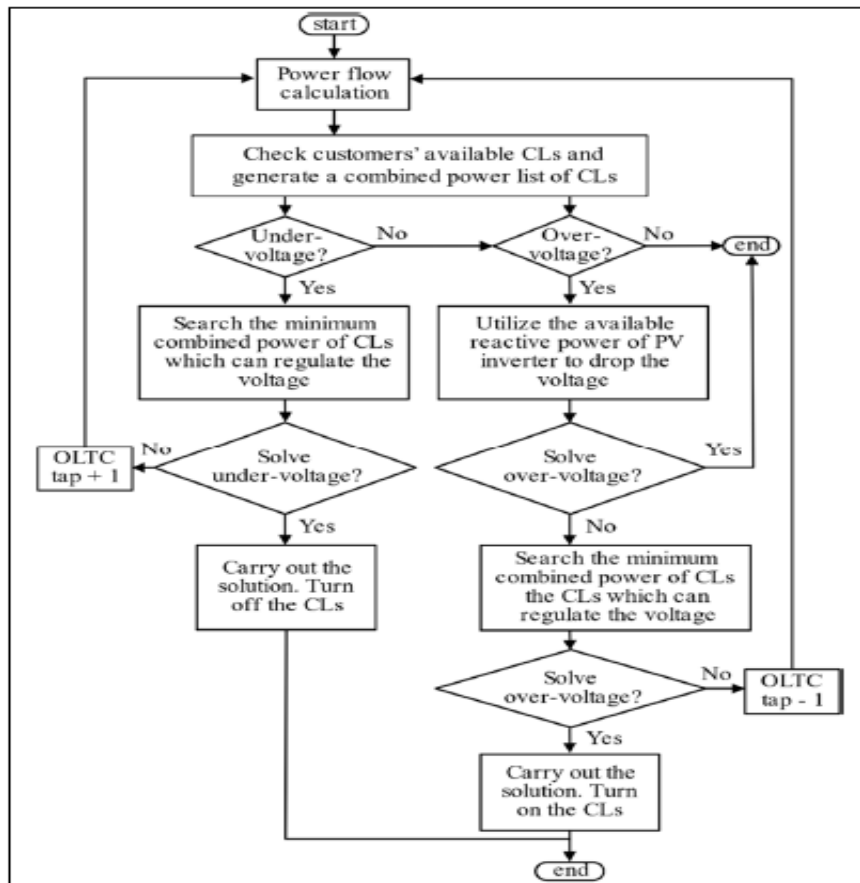 start
Power flow
calculation
Check customers' available CLs and
generate a combined power list of CLs
Under-
voltage?
No
Over-
voltage?
No
end
Yes
Yes
Search the minimum
combined power of CLs
which can regulate the
voltage
Utilize the available
reactive power of PV
inverter to drop the
voltage
OLTC
tap + 1
No
Solve
under-voltage?
Solve
over-voltage?
Yes
Yes
No
Carry out the
solution. Turn
off the CLs
Search the minimum
combined power of CLs
the CLs which can
regulate the voltage
Solve
over-voltage?
No
OLTC
tap - 1
Yes
Carry out the
solution. Turn
on the CLs
end